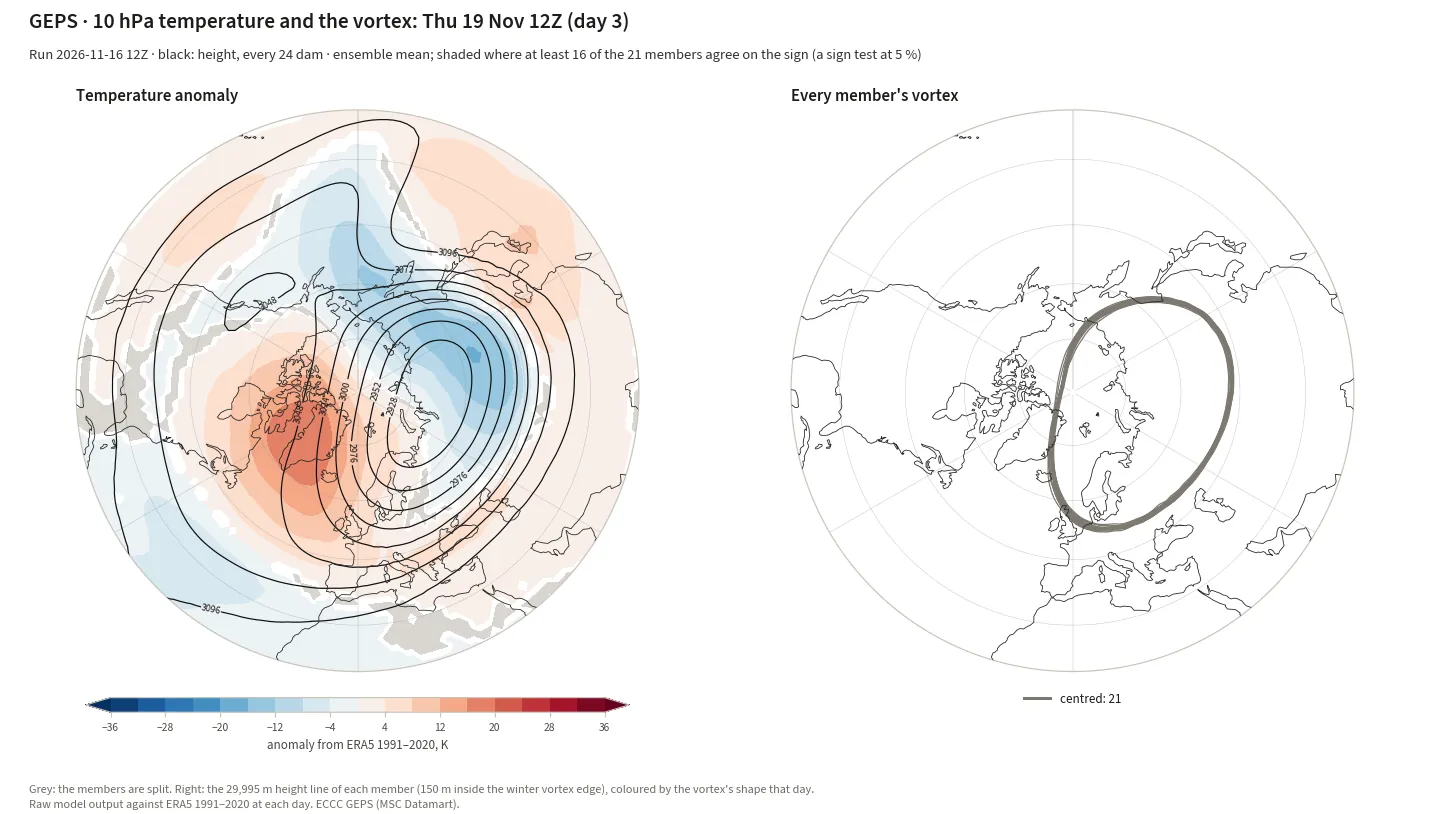 GEPS · 10 hPa temperature and the vortex: Thu 19 Nov 12Z (day 3)
Run 2026-11-16 12Z · black: height, every 24 dam · ensemble mean; shaded where at least 16 of the 21 members agree on the sign (a sign test at 5 %)
Temperature anomaly
Every member's vortex
3096
3072
3048
3000
2952
2928
2976
2976
3096
centred: 21
−36 −28 −20 −12 −4 4 12 20 28 36
anomaly from ERA5 1991–2020, K
Grey: the members are split. Right: the 29,995 m height line of each member (150 m inside the winter vortex edge), coloured by the vortex's shape that day.
Raw model output against ERA5 1991–2020 at each day. ECCC GEPS (MSC Datamart).